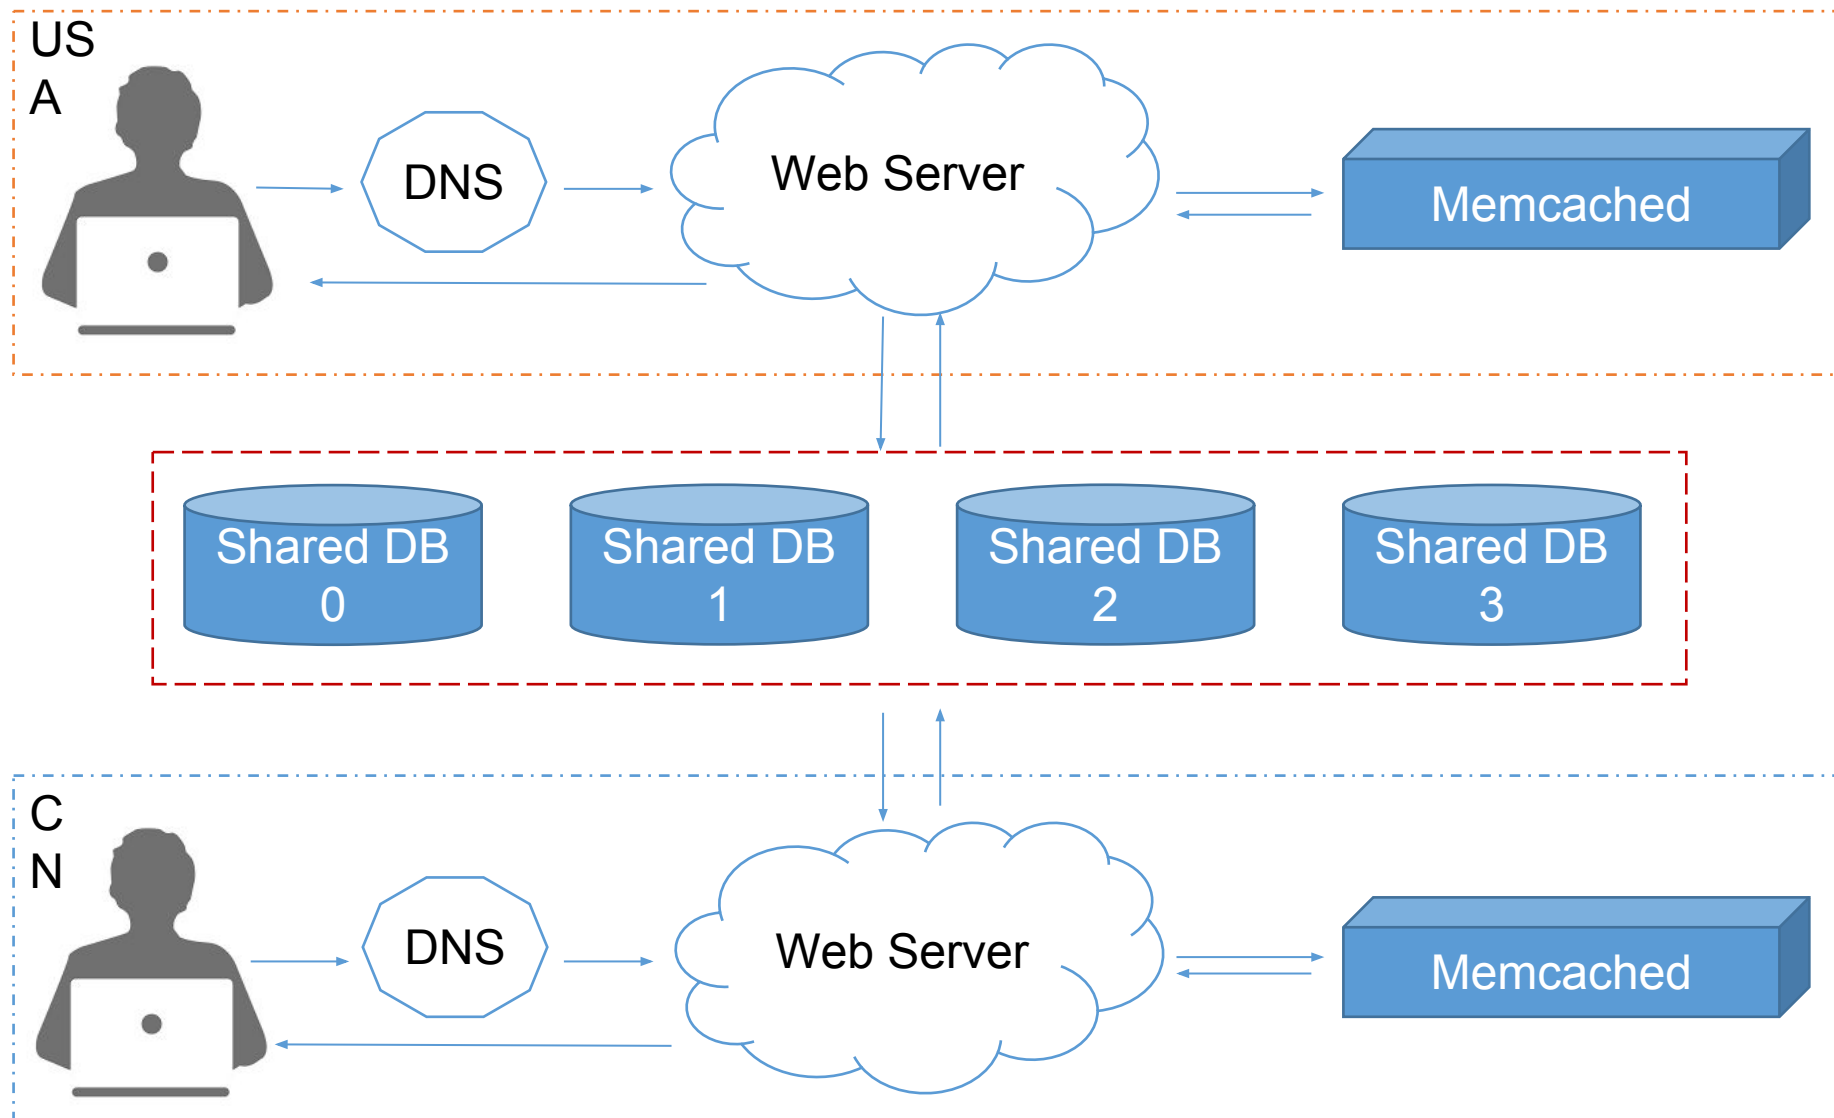 US
A
DNS
Web Server
Memcached
Shared DB
0
Shared DB
1
Shared DB
2
Shared DB
3
C
N
DNS
Web Server
Memcached